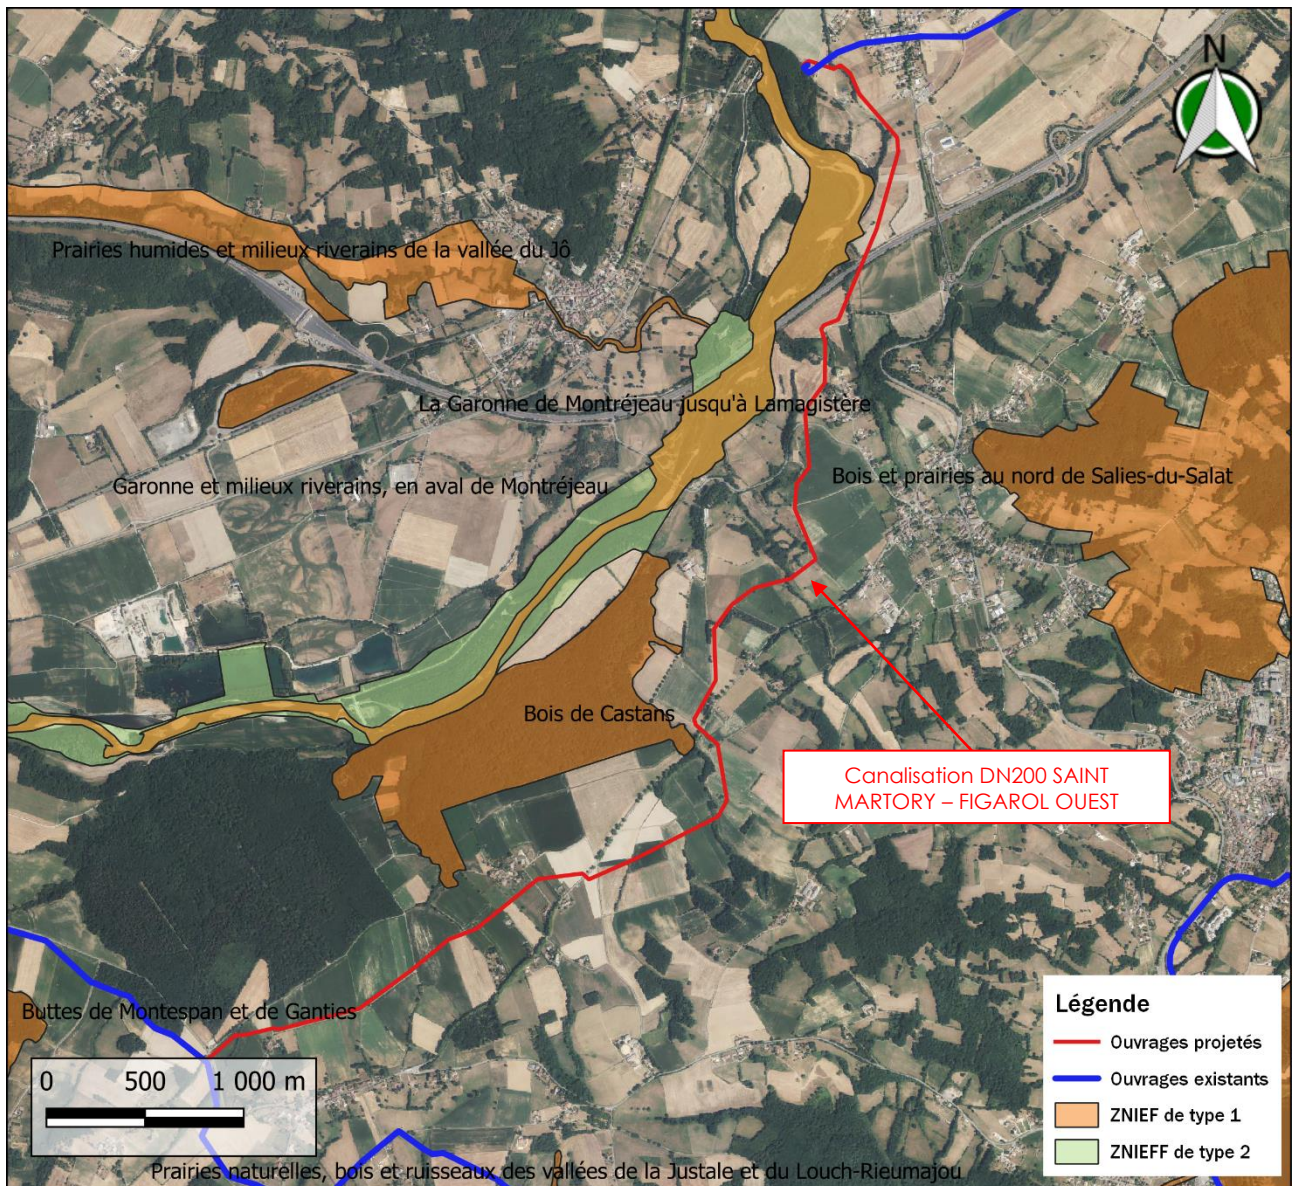 N
Prairies humides et milieux riverains de la vallée du Jô
La Garonne de Montréjeau jusqu'à Lamagistère
Bois et prairies au nord de Salies-du-Salat
Garonne et milieux riverains, en aval de Montréjeau
Bois de Castans
Canalisation DN200 SAINT
MARTORY – FIGAROL OUEST
Buttes de Montespan et de Ganties
Légende
Ouvrages projetés
Ouvrages existants
ZNIEF de type 1
ZNIEFF de type 2
0 500 1 000 m
Prairies naturelles, bois et ruisseaux des vallées de la Justale et du Louch-Rieumajou